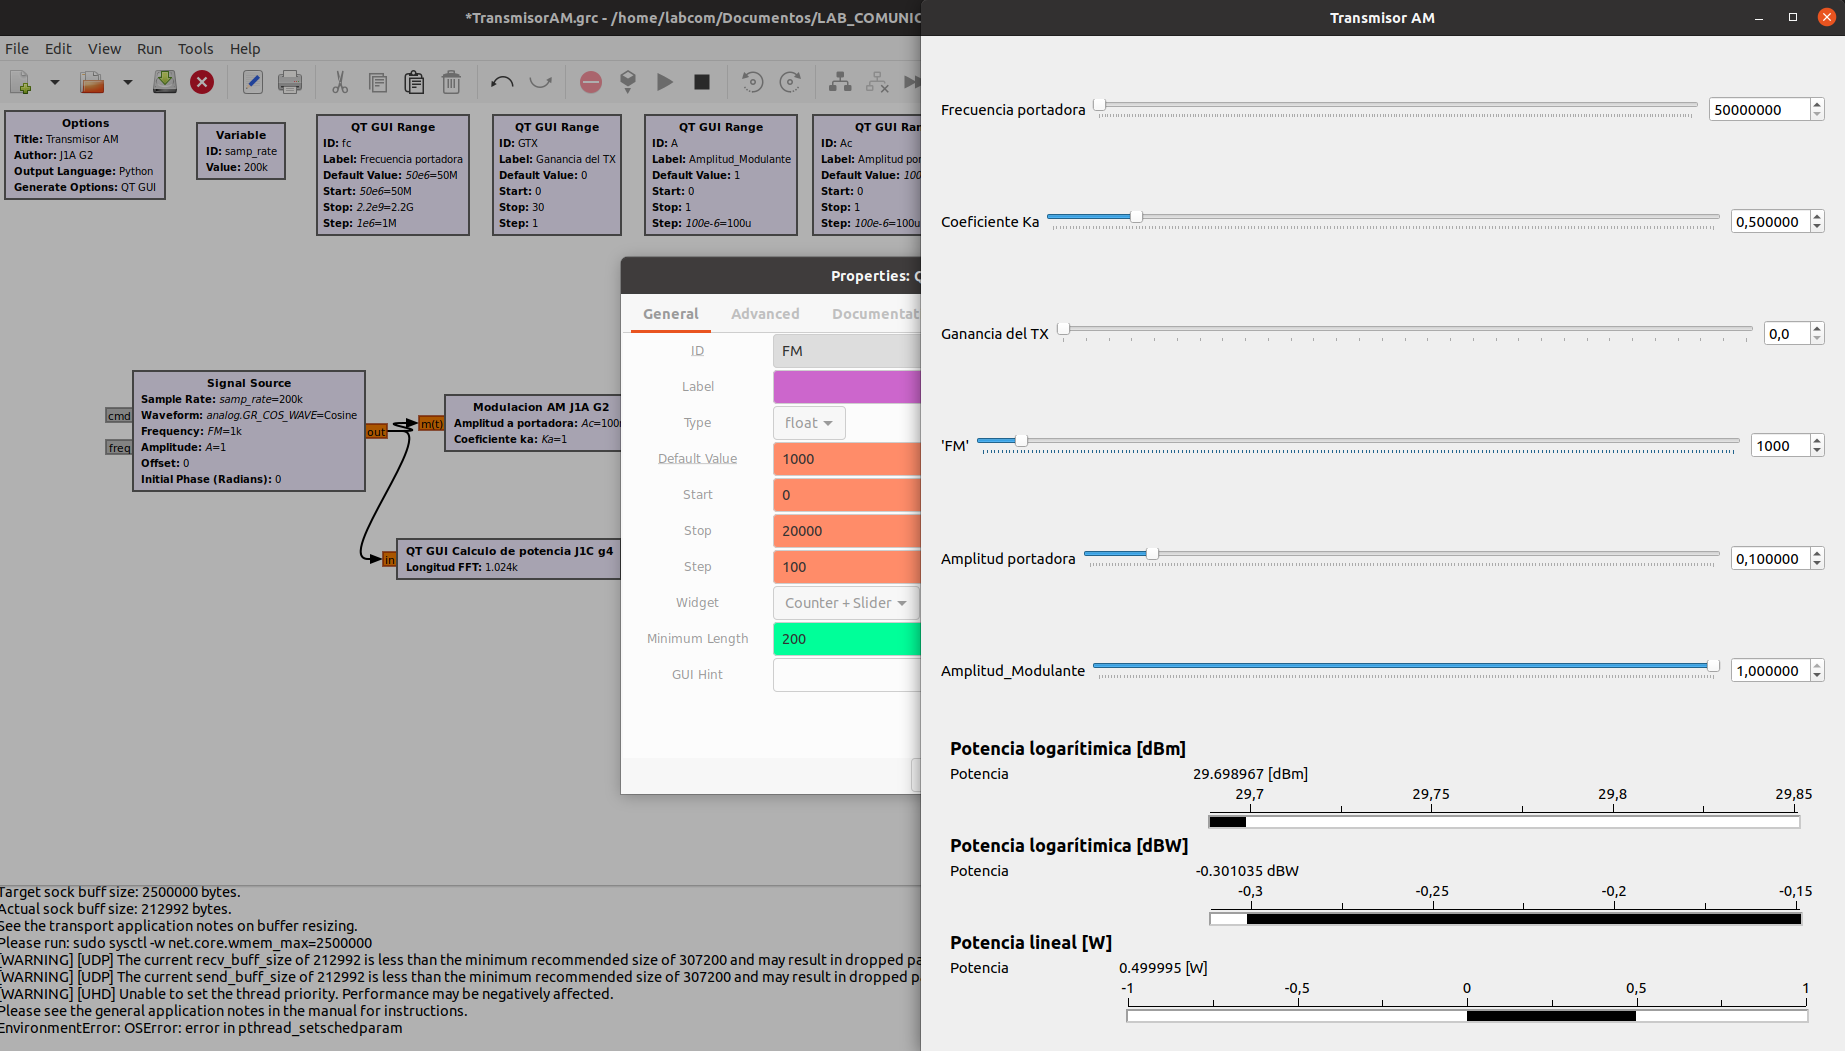 *TransmisorAM.grc - /home/labcom/Documentos/LAB_COMUNIC
Transmisor AM
File Edit View Run Tools Help
Options
Title: Transmisor AM
Author: J1A G2
Output Language: Python
Generate Options: QT GUI
Variable
ID: samp_rate
Value: 200k
QT GUI Range
ID: fc
Label: Frecuencia portadora
Default Value: 50e6=50M
Start: 50e6=50M
Stop: 2.2e9=2.2G
Step: 1e6=1M
QT GUI Range
ID: GTX
Label: Ganancia del TX
Default Value: 0
Start: 0
Stop: 30
Step: 1
QT GUI Range
ID: A
Label: Amplitud_Modulante
Default Value: 1
Start: 0
Stop: 1
Step: 100e-6=100u
QT GUI Ran
ID: Ac
Label: Amplitud por
Default Value: 100
Start: 0
Stop: 1
Step: 100e-6=100u
Signal Source
Sample Rate: samp_rate=200k
Waveform: analog.GR_COS_WAVE=Cosine
Frequency: FM=1k
Amplitude: A=1
Offset: 0
Initial Phase (Radians): 0
cmd
freq
out
m(t)
Modulacion AM J1A G2
Amplitud a portadora: Ac=100
Coeficiente ka: Ka=1
in
QT GUI Calculo de potencia J1C g4
Longitud FFT: 1.024k
Properties: Q
General Advanced Documentat
ID FM
Label
Type float
Default Value 1000
Start 0
Stop 20000
Step 100
Widget Counter + Slider
Minimum Length 200
GUI Hint
Target sock buff size: 2500000 bytes.
Actual sock buff size: 212992 bytes.
See the transport application notes on buffer resizing.
Please run: sudo sysctl -w net.core.wmem_max=2500000
[WARNING] [UDP] The current recv_buff_size of 212992 is less than the minimum recommended size of 307200 and may result in dropped pa
[WARNING] [UDP] The current send_buff_size of 212992 is less than the minimum recommended size of 307200 and may result in dropped p
[WARNING] [UHD] Unable to set the thread priority. Performance may be negatively affected.
Please see the general application notes in the manual for instructions.
EnvironmentError: OSError: error in pthread_setschedparam
Frecuencia portadora 50000000
Coeficiente Ka 0,500000
Ganancia del TX 0,0
'FM' 1000
Amplitud portadora 0,100000
Amplitud_Modulante 1,000000
Potencia logarítimica [dBm]
Potencia 29.698967 [dBm]
29,7 29,75 29,8 29,85
Potencia logarítimica [dBW]
Potencia -0.301035 dBW
-0,3 -0,25 -0,2 -0,15
Potencia lineal [W]
Potencia 0.499995 [W]
-1 -0,5 0 0,5 1